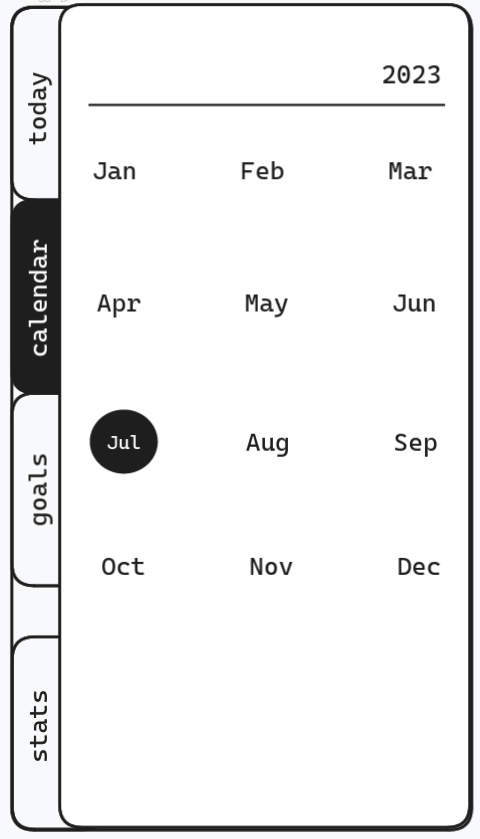 today
calendar
goals
stats
2023
Jan Feb Mar
Apr May Jun
Jul Aug Sep
Oct Nov Dec